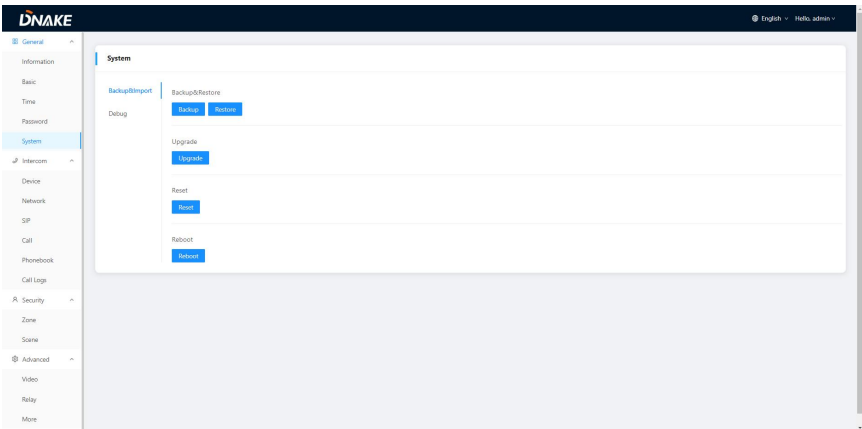 DNAKE
English
Hello, admin
General
Information
Basic
Time
Password
System
Intercom
Device
Network
SIP
Call
Phonebook
Call Logs
Security
Zone
Scene
Advanced
Video
Relay
More
System
Backup&Import
Debug
Backup&Restore
Backup
Restore
Upgrade
Upgrade
Reset
Reset
Reboot
Reboot